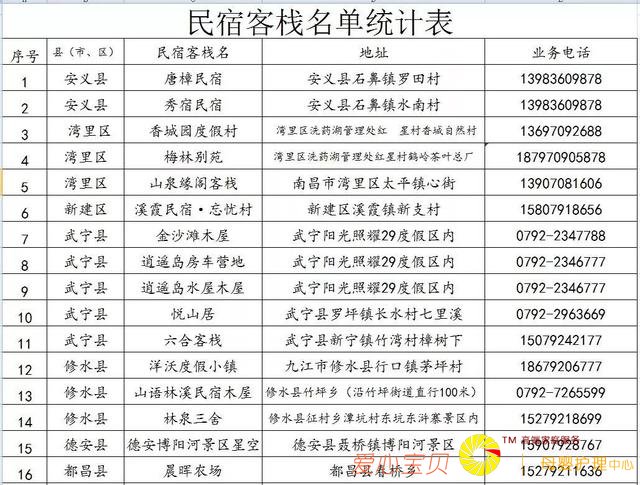 民宿客栈名单统计表
序号 县（市、区） 民宿客栈名 地址 业务电话
1 安义县 唐樟民宿 安义县石鼻镇罗田村 13983609878
2 安义县 秀宿民宿 安义县石鼻镇水南村 13983609878
3 湾里区 香城园度假村 湾里区洗药湖管理处红 星村香城自然村 13697092688
4 湾里区 梅林别苑 湾里区洗药湖管理处红星村鹤岭茶叶总厂 187970905878
5 湾里区 山泉缘阁客栈 南昌市湾里区太平镇心街 13907081606
6 新建区 溪霞民宿·忘忧村 新建区溪霞镇新支村 15807918656
7 武宁县 金沙滩木屋 武宁阳光照耀29度假区内 0792-2347788
8 武宁县 逍遥岛房车营地 武宁阳光照耀29度假区内 0792-2346777
9 武宁县 逍遥岛水屋木屋 武宁阳光照耀29度假区内 0792-2346777
10 武宁县 悦山居 武宁县罗坪镇长水村七里溪 0792-2963669
11 武宁县 六合客栈 武宁县新宁镇竹湾村樟树下 15079242177
12 修水县 洋沃度假小镇 九江市修水县行口镇茅坪村 18679206777
13 修水县 山语林溪民宿木屋 修水县竹坪乡（沿竹坪街道直行100米） 0792-7265599
14 修水县 林泉三舍 修水县征村乡潭坑村东坑东浒寨景区内 15279218699
15 德安县 德安博阳河景区星空 德安县聂桥镇博阳河景区 15907928767
16 都昌县 晨晖农场 都昌县春桥乡 15279211636
爱心宝贝
TM 高端家庭服务
母婴护理中心